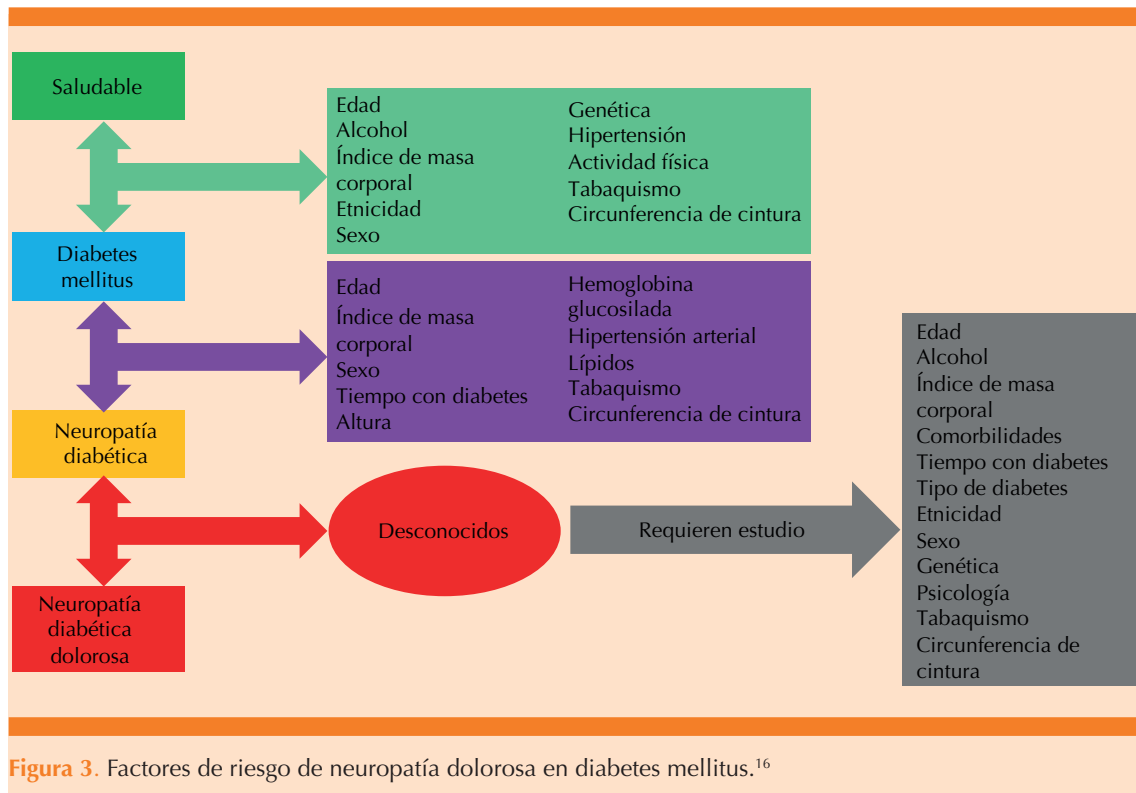 Saludable
Edad
Alcohol
Índice de masa
corporal
Etnicidad
Sexo
Genética
Hipertensión
Actividad física
Tabaquismo
Circunferencia de cintura
Diabetes
mellitus
Edad
Índice de masa
corporal
Sexo
Tiempo con diabetes
Altura
Hemoglobina
glucosilada
Hipertensión arterial
Lípidos
Tabaquismo
Circunferencia de cintura
Neuropatía
diabética
Desconocidos
Requieren estudio
Edad
Alcohol
Índice de masa
corporal
Comorbilidades
Tiempo con diabetes
Tipo de diabetes
Etnicidad
Sexo
Genética
Psicología
Tabaquismo
Circunferencia de
cintura
Neuropatía
diabética
dolorosa
Figura 3. Factores de riesgo de neuropatía dolorosa en diabetes mellitus.16